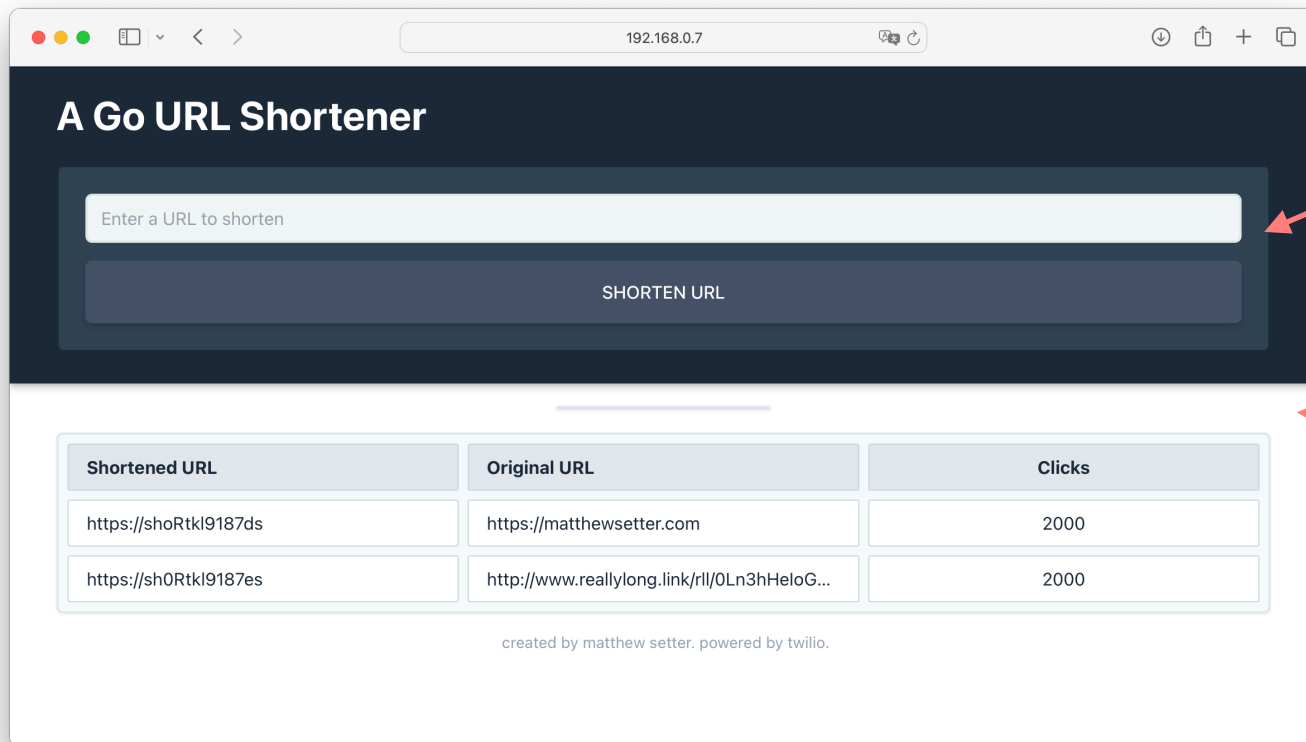 192.168.0.7
A Go URL Shortener
Enter a URL to shorten
SHORTEN URL
Shortened URL Original URL Clicks
https://shoRtkl9187ds https://matthewsetter.com 2000
https://sh0Rtkl9187es http://www.reallylong.link/rll/0Ln3hHeloG... 2000
created by matthew setter. powered by twilio.